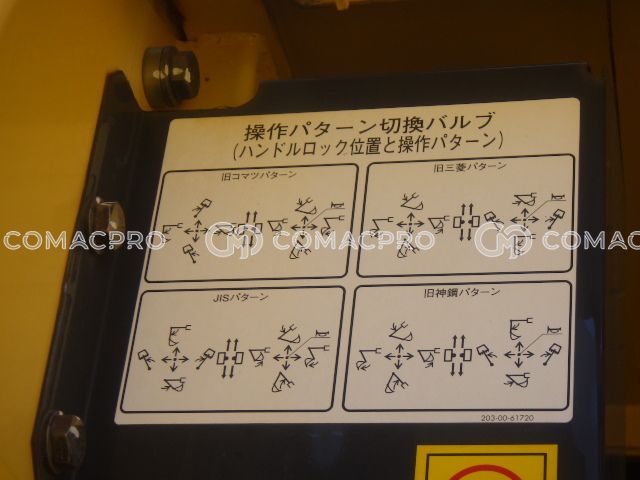 操作パターン切換バルブ
(ハンドルロック位置と操作パターン)
旧コマツパターン
旧三菱パターン
COMACPRO
COMACPRO
COMAC
JISパターン
旧神鋼パターン
203-00-61720